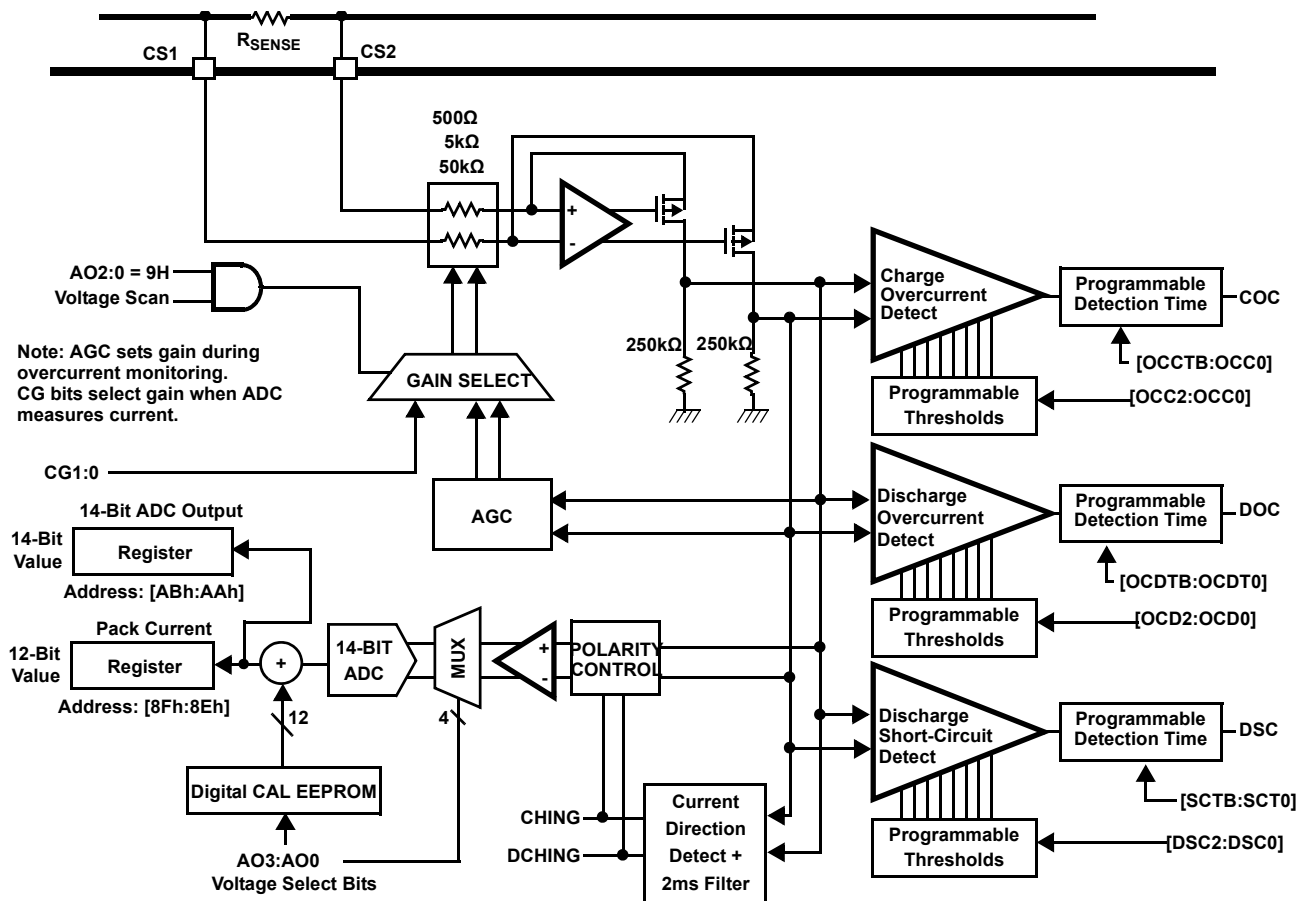 RSENSE
CS1
CS2
500Ω
5kΩ
50kΩ
+
-
AO2:0 = 9H
Voltage Scan
Note: AGC sets gain during
overcurrent monitoring.
CG bits select gain when ADC
measures current.
GAIN SELECT
250kΩ
250kΩ
Charge
Overcurrent
Detect
Programmable
Detection Time
COC
[OCCTB:OCC0]
Programmable
Thresholds
[OCC2:OCC0]
CG1:0
AGC
Discharge
Overcurrent
Detect
Programmable
Detection Time
DOC
[OCDTB:OCDT0]
Programmable
Thresholds
[OCD2:OCD0]
14-Bit ADC Output
14-Bit
Value
Register
Address: [ABh:AAh]
Pack Current
12-Bit
Value
Register
Address: [8Fh:8Eh]
+
14-BIT
ADC
MUX
+
-
POLARITY
CONTROL
12
4
Digital CAL EEPROM
AO3:AO0
Voltage Select Bits
CHING
DCHING
Current
Direction
Detect +
2ms Filter
Discharge
Short-Circuit
Detect
Programmable
Detection Time
DSC
[SCTB:SCT0]
Programmable
Thresholds
[DSC2:DSC0]